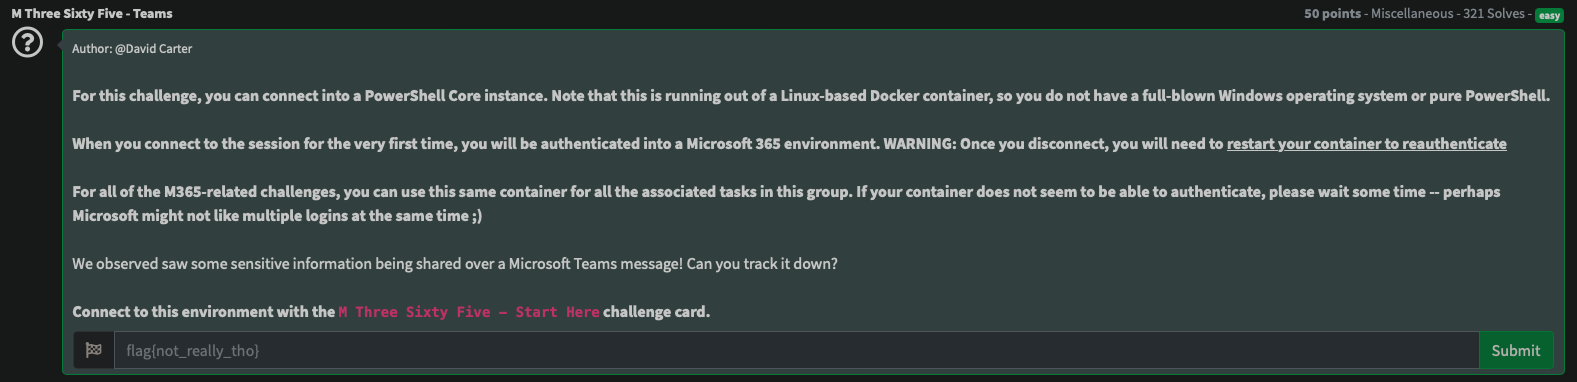 M Three Sixty Five - Teams
50 points - Miscellaneous - 321 Solves - easy
Author: @David Carter
For this challenge, you can connect into a PowerShell Core instance. Note that this is running out of a Linux-based Docker container, so you do not have a full-blown Windows operating system or pure PowerShell.
When you connect to the session for the very first time, you will be authenticated into a Microsoft 365 environment. WARNING: Once you disconnect, you will need to restart your container to reauthenticate
For all of the M365-related challenges, you can use this same container for all the associated tasks in this group. If your container does not seem to be able to authenticate, please wait some time -- perhaps
Microsoft might not like multiple logins at the same time ;)
We observed saw some sensitive information being shared over a Microsoft Teams message! Can you track it down?
Connect to this environment with the M Three Sixty Five – Start Here challenge card.
flag{not_really_tho}
Submit